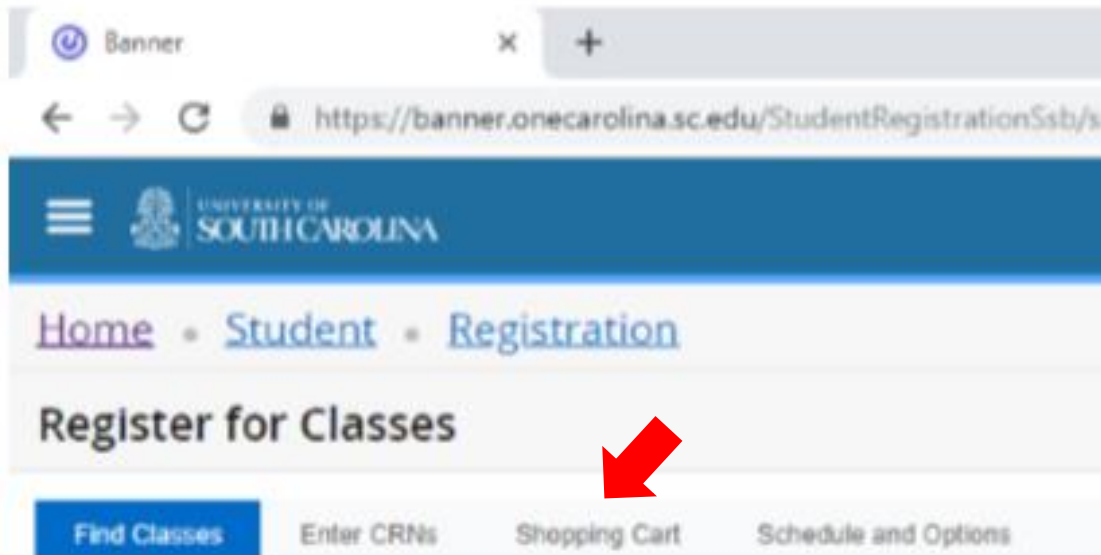 Banner
https://banner.onecarolina.sc.edu/StudentRegistrationSsb/s
UNIVERSITY OF
SOUTH CAROLINA
Home Student Registration
Register for Classes
Find Classes Enter CRNs Shopping Cart Schedule and Options